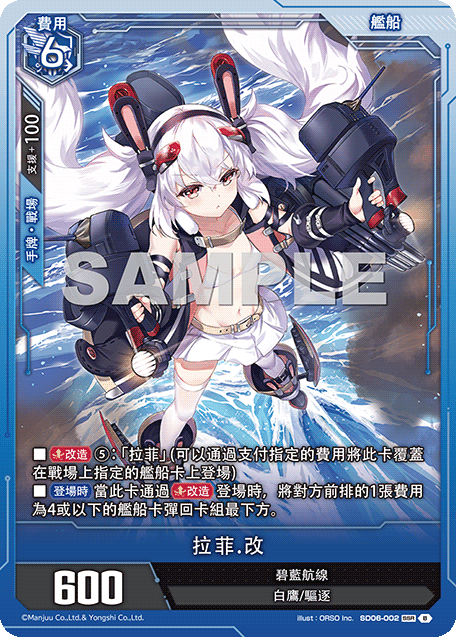 費用
6
艦船
支援+100
手牌・戰場
SAMPLE
■ 改造 ⑤：「拉菲」(可以通過支付指定的費用將此卡覆蓋
在戰場上指定的艦船卡上登場)
■ 登場時 當此卡通過 改造 登場時，將對方前排的1張費用
為4或以下的艦船卡彈回卡組最下方。
拉菲.改
600
碧藍航線
白鷹/驅逐
©Manjuu Co.,Ltd.& Yongshi Co.,Ltd.
illust : ORSO Inc. SD06-002 SSR B